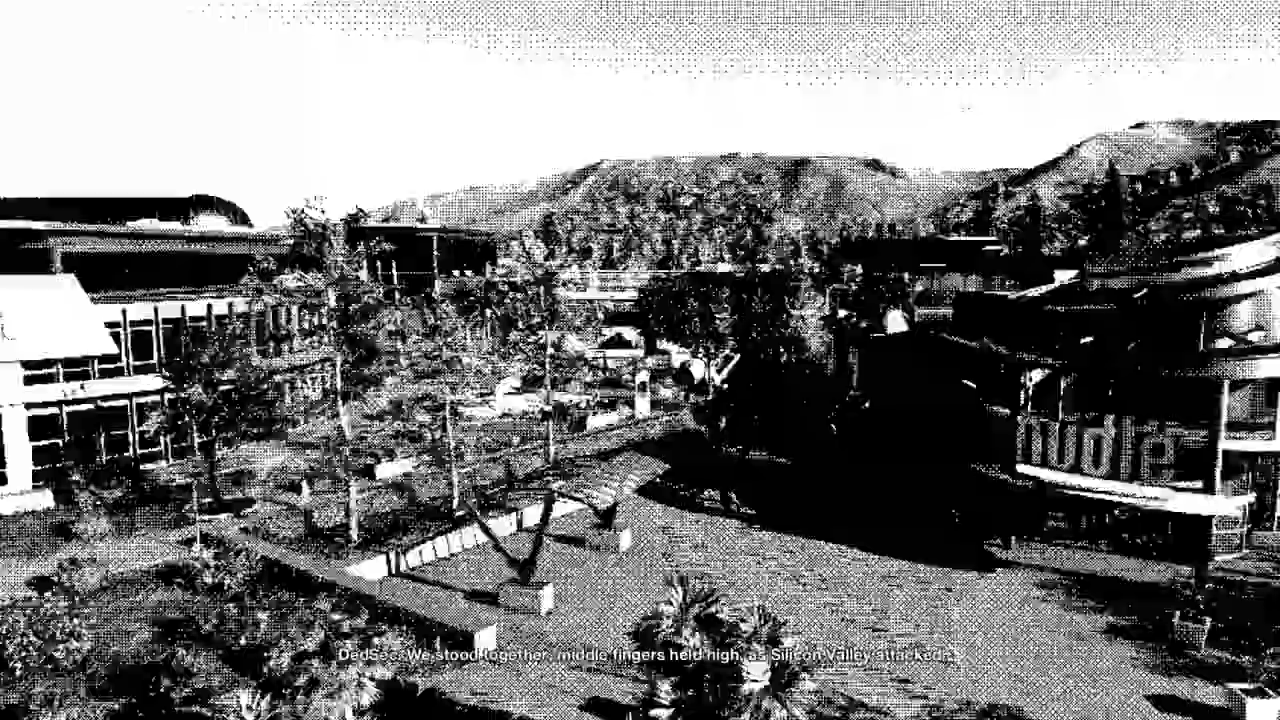 nudle
DedSec: We stood together, middle fingers held high, as Silicon Valley attacked...